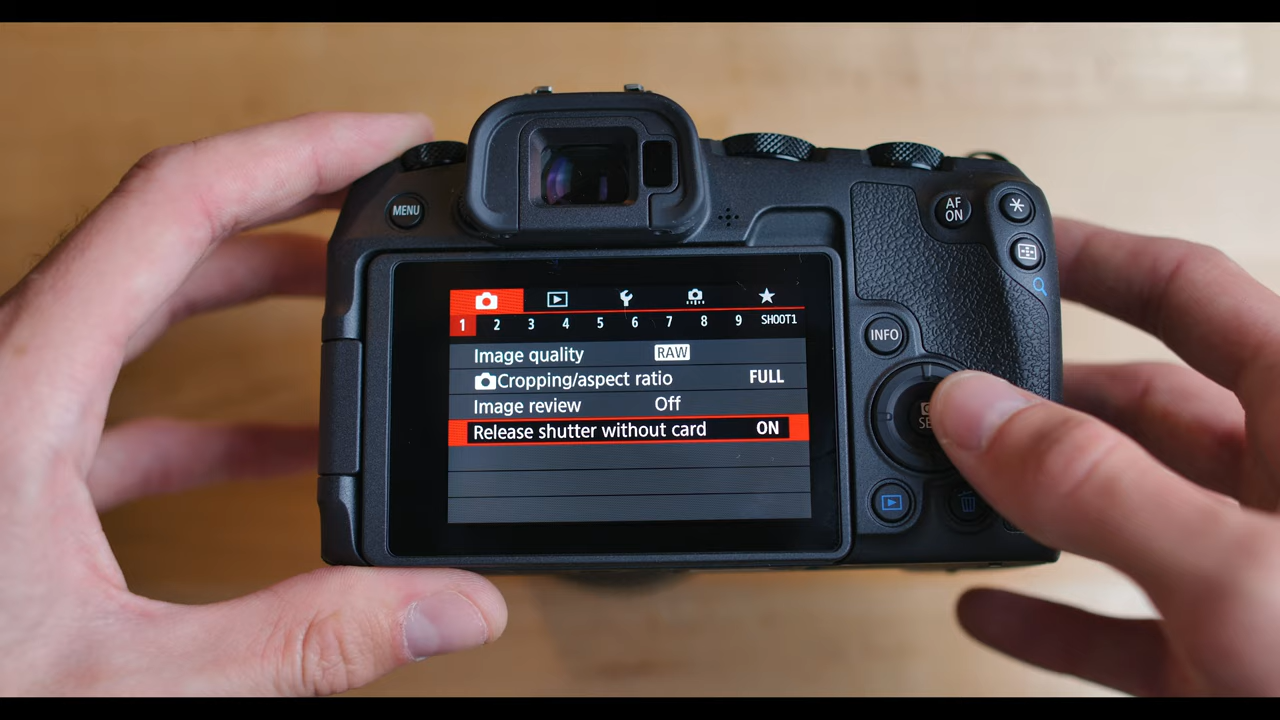 MENU
AF
ON
INFO
1 2 3 4 5 6 7 8 9 SHOOT1
Image quality RAW
Cropping/aspect ratio FULL
Image review Off
Release shutter without card ON